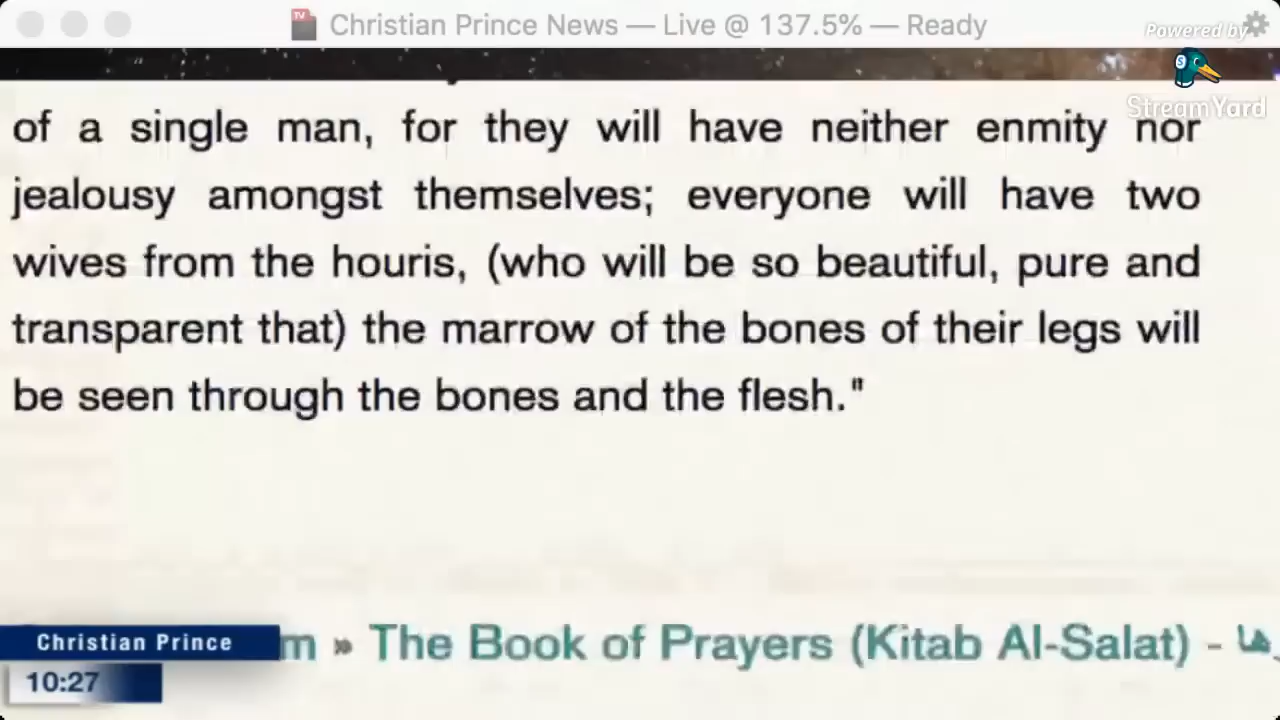 Christian Prince News — Live @ 137.5% — Ready
Powered by
StreamYard
of a single man, for they will have neither enmity nor
jealousy amongst themselves; everyone will have two
wives from the houris, (who will be so beautiful, pure and
transparent that) the marrow of the bones of their legs will
be seen through the bones and the flesh."
m » The Book of Prayers (Kitab Al-Salat) -
Christian Prince
10:27